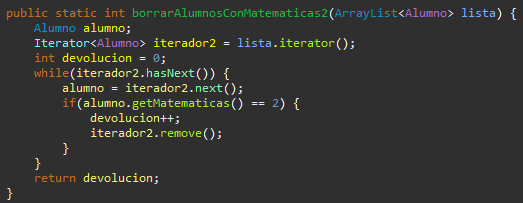 public static int borrarAlumnosConMatematicas2(ArrayList<Alumno> lista) {
    Alumno alumno;
    Iterator<Alumno> iterador2 = lista.iterator();
    int devolucion = 0;
    while(iterador2.hasNext()) {
        alumno = iterador2.next();
        if(alumno.getMatematicas() == 2) {
            devolucion++;
            iterador2.remove();
        }
    }
    return devolucion;
}